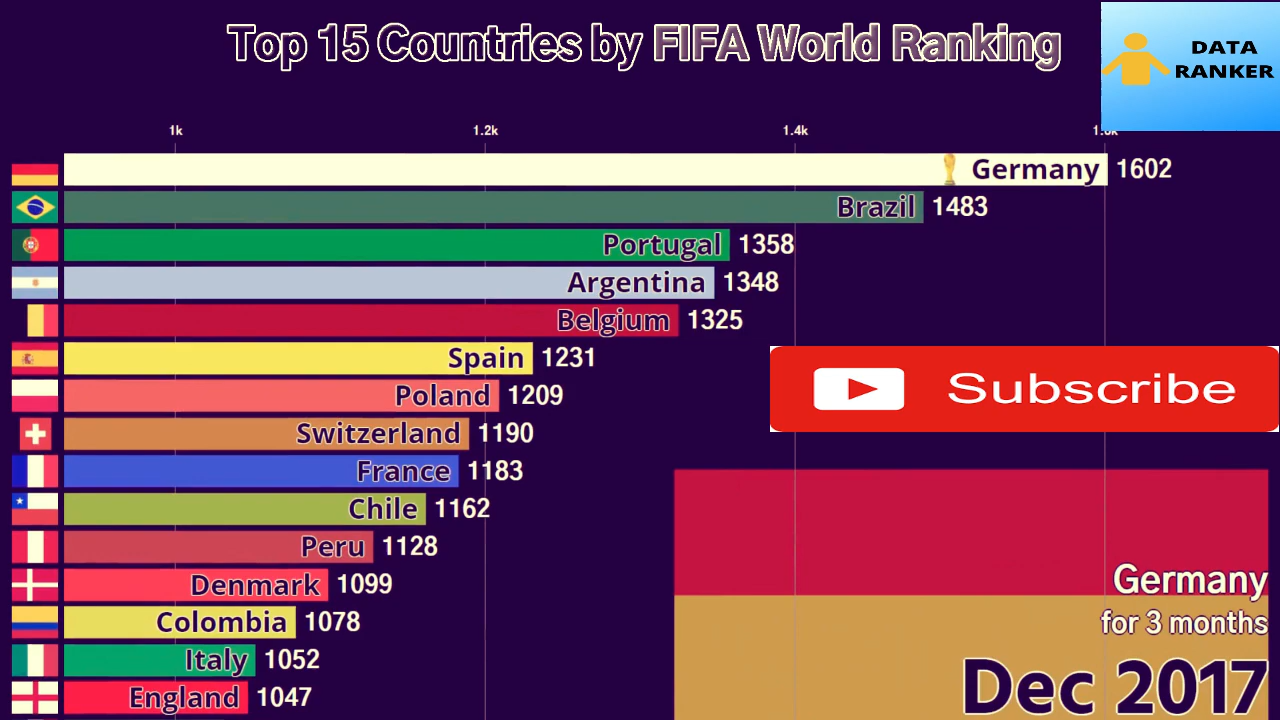 Top 15 Countries by FIFA World Ranking
DATA
RANKER
1k
1.2k
1.4k
Germany 1602
Brazil 1483
Portugal 1358
Argentina 1348
Belgium 1325
Spain 1231
Poland 1209
Switzerland 1190
France 1183
Chile 1162
Peru 1128
Denmark 1099
Colombia 1078
Italy 1052
England 1047
Subscribe
Germany
for 3 months
Dec 2017